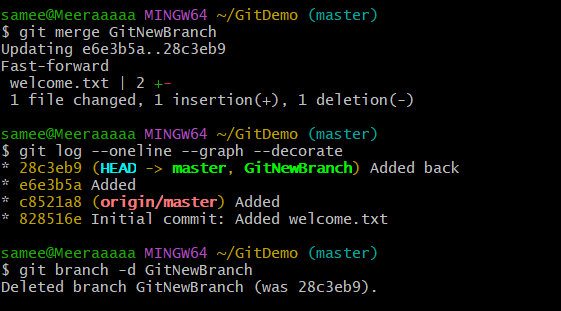 samee@Meeraaaaa MINGW64 ~/GitDemo (master)
$ git merge GitNewBranch
Updating e6e3b5a..28c3eb9
Fast-forward
 welcome.txt | 2 +-
 1 file changed, 1 insertion(+), 1 deletion(-)

samee@Meeraaaaa MINGW64 ~/GitDemo (master)
$ git log --oneline --graph --decorate
* 28c3eb9 (HEAD -> master, GitNewBranch) Added back
* e6e3b5a Added
* c8521a8 (origin/master) Added
* 828516e Initial commit: Added welcome.txt

samee@Meeraaaaa MINGW64 ~/GitDemo (master)
$ git branch -d GitNewBranch
Deleted branch GitNewBranch (was 28c3eb9).